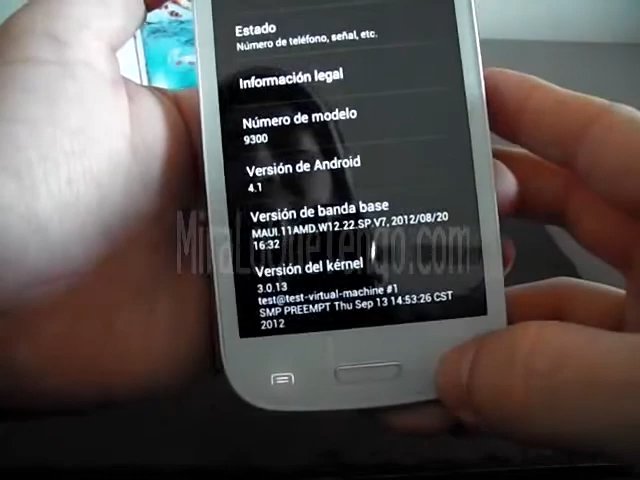 Estado
Número de teléfono, señal, etc.
Información legal
Número de modelo
9300
Versión de Android
4.1
Versión de banda base
MAUI.11AMD.W12.22.SP.V7, 2012/08/20
16:32
MiraLoQueTengo.com
Versión del kérnel
3.0.13
test@test-virtual-machine #1
SMP PREEMPT Thu Sep 13 14:53:26 CST
2012